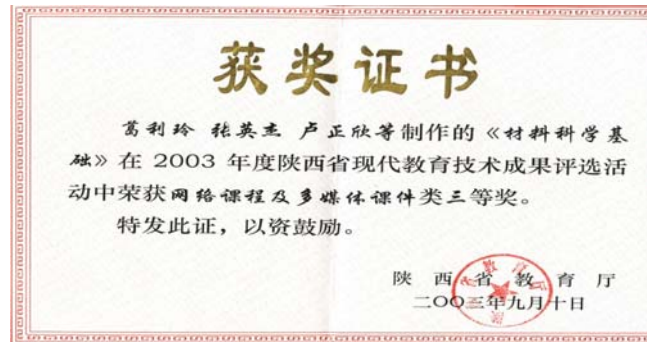 获奖证书
葛利玲 张英杰 卢正欣等制作的《材料科学基
础》在 2003 年度陕西省现代教育技术成果评选活
动中荣获网络课程及多媒体课件类三等奖。
特发此证，以资鼓励。
陕西省教育厅
二〇〇三年九月十日